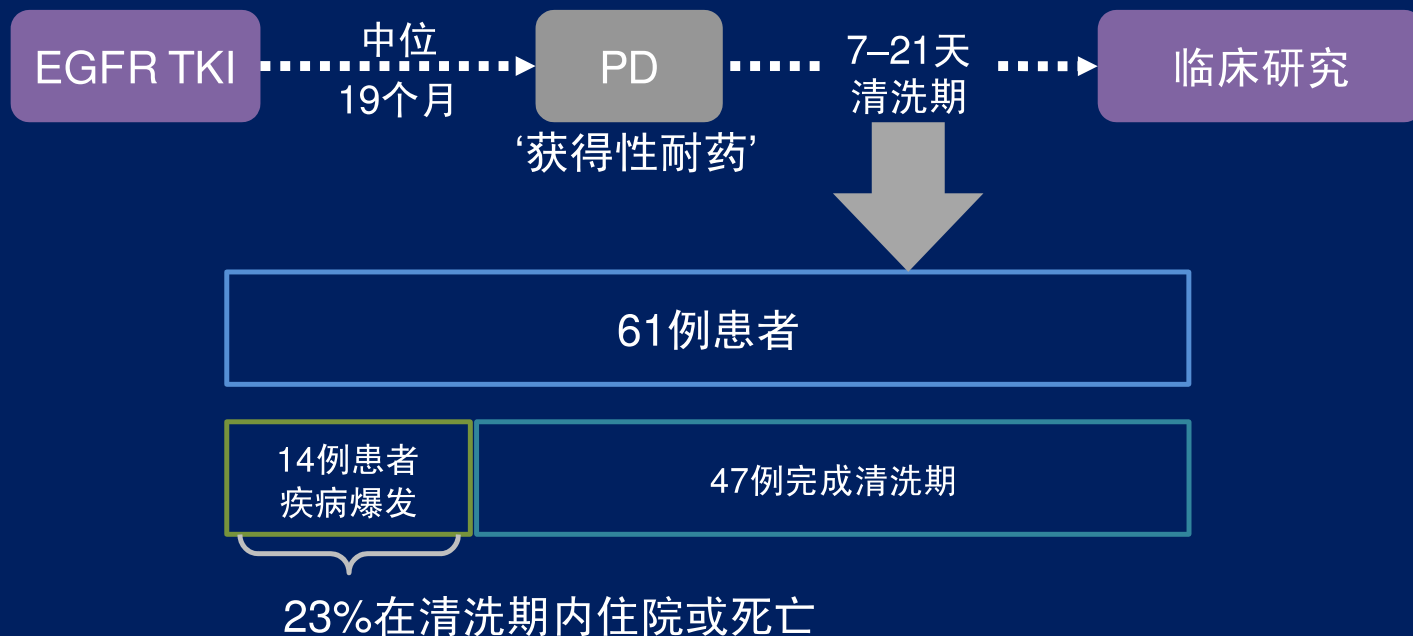 EGFR TKI
中位
19个月
PD
7–21天
清洗期
临床研究
‘获得性耐药’
61例患者
14例患者
疾病爆发
47例完成清洗期
23%在清洗期内住院或死亡